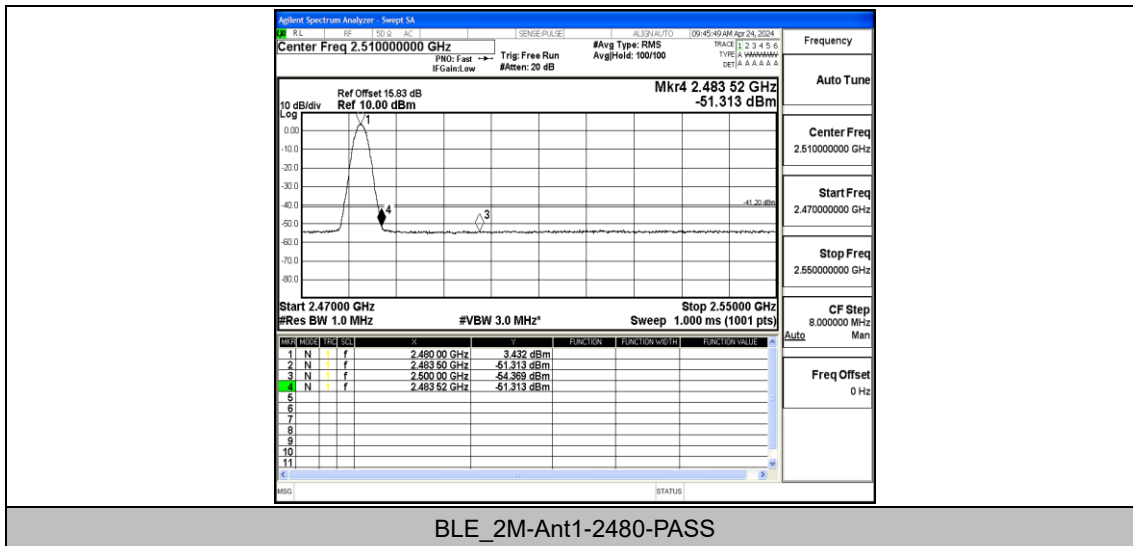 Agilent Spectrum Analyzer - Swept SA
RL RF 50 Ω AC SENSE:PULSE ALIGN AUTO 09:45:49 AM Apr 24, 2024
Center Freq 2.510000000 GHz
PNO: Fast
IFGain:Low
Trig: Free Run
#Atten: 20 dB
#Avg Type: RMS
Avg|Hold: 100/100
TRACE 1 2 3 4 5 6
TYPE A WWWWW
DET A A A A A A
Mkr4 2.483 52 GHz
-51.313 dBm
Ref Offset 15.83 dB
10 dB/div Ref 10.00 dBm
Log
1
0.00
-10.0
-20.0
-30.0
-40.0
-41.20 dBm
4
3
-50.0
-60.0
-70.0
-80.0
Start 2.47000 GHz Stop 2.55000 GHz
#Res BW 1.0 MHz #VBW 3.0 MHz* Sweep 1.000 ms (1001 pts)
MKR MODE TRC SCL X Y FUNCTION FUNCTION WIDTH FUNCTION VALUE
1 N 1 f 2.480 00 GHz 3.432 dBm
2 N 1 f 2.483 50 GHz -51.313 dBm
3 N 1 f 2.500 00 GHz -54.369 dBm
4 N 1 f 2.483 52 GHz -51.313 dBm
5
6
7
8
9
10
11
MSG STATUS
Frequency
Auto Tune
Center Freq
2.510000000 GHz
Start Freq
2.470000000 GHz
Stop Freq
2.550000000 GHz
CF Step
8.000000 MHz
Auto Man
Freq Offset
0 Hz
BLE_2M-Ant1-2480-PASS